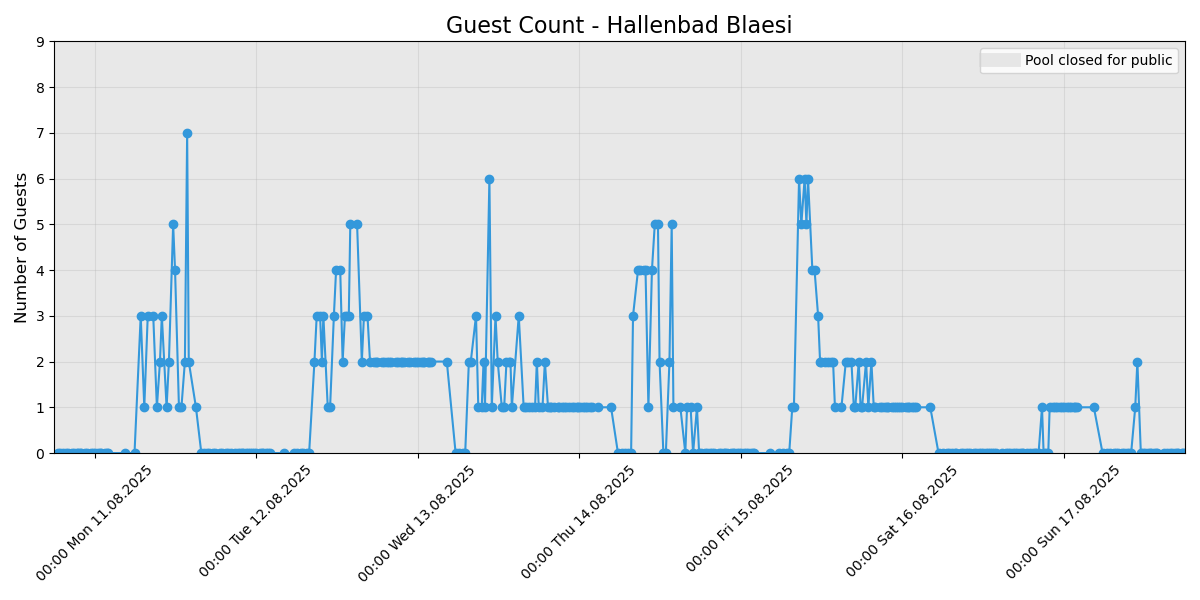 Guest Count - Hallenbad Blaesi
Pool closed for public
Number of Guests
9
8
7
6
5
4
3
2
1
0
00:00 Mon 11.08.2025
00:00 Tue 12.08.2025
00:00 Wed 13.08.2025
00:00 Thu 14.08.2025
00:00 Fri 15.08.2025
00:00 Sat 16.08.2025
00:00 Sun 17.08.2025